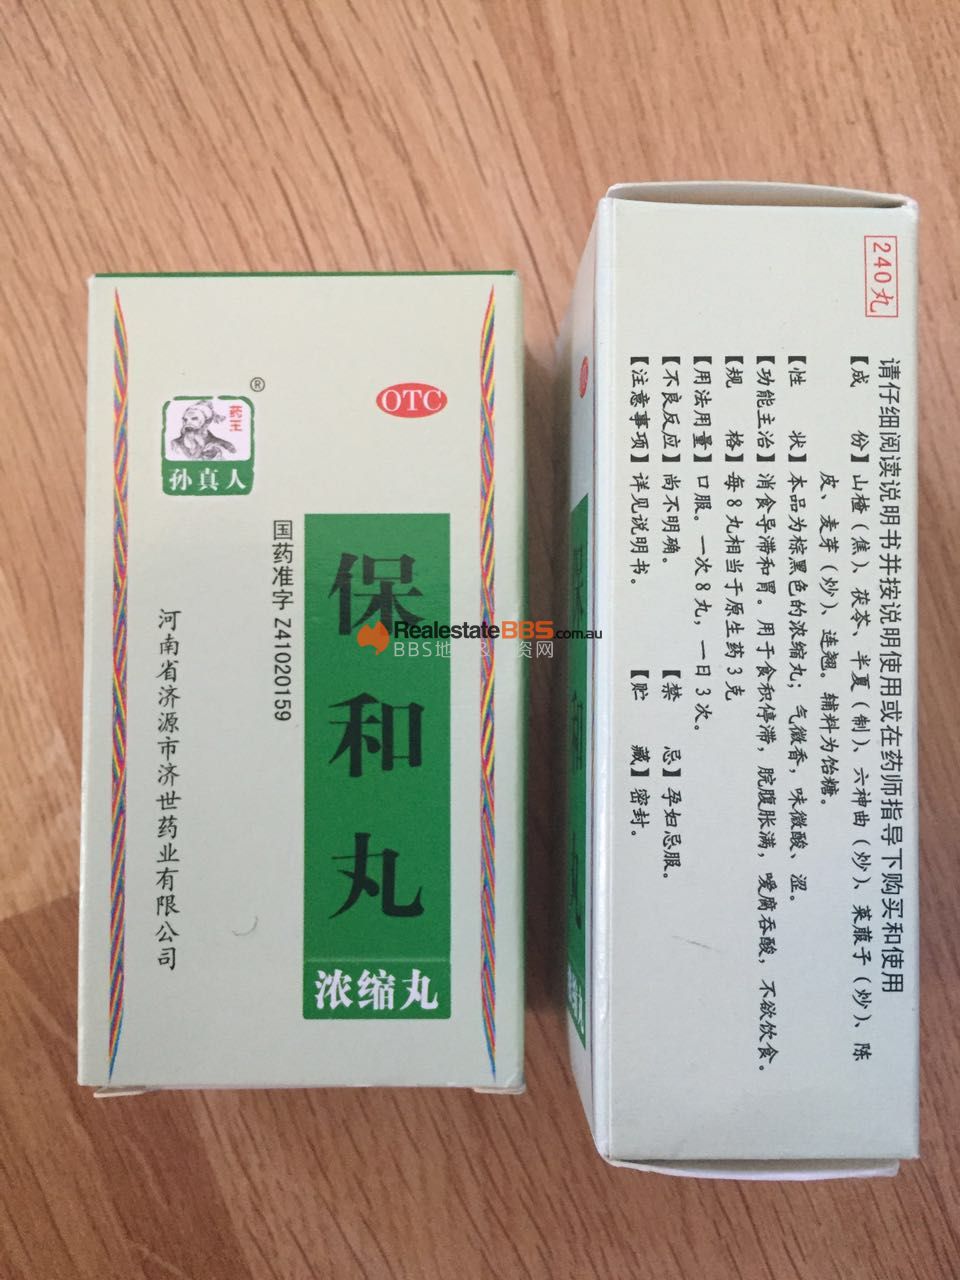 药王
孙真人
®
OTC
国药准字 Z41020159
保和丸
浓缩丸
河南省济源市济世药业有限公司
RealestateBBS.com.au
BBS地 & 资网
240丸
请仔细阅读说明书并按说明使用或在药师指导下购买和使用
【成 份】山楂（焦）、茯苓、半夏（制）、六神曲（炒）、莱菔子（炒）、陈
皮、麦芽（炒）、连翘。辅料为饴糖。
【性 状】本品为棕黑色的浓缩丸；气微香，味微酸、涩。
【功能主治】消食导滞和胃。用于食积停滞，脘腹胀满，嗳腐吞酸，不欲饮食。
【规 格】每8丸相当于原生药3克
【用法用量】口服。一次8丸，一日3次。
【不良反应】尚不明确。 【禁 忌】孕妇忌服。
【注意事项】详见说明书。 【贮 藏】密封。
浓缩丸